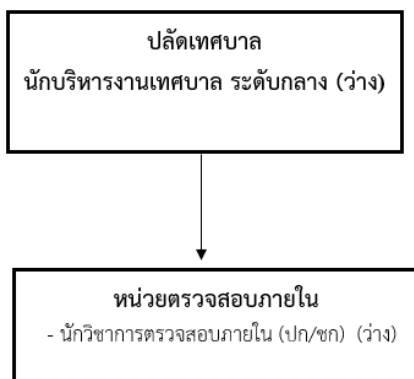 ปลัดเทศบาล
นักบริหารงานเทศบาล ระดับกลาง (ว่าง)
หน่วยตรวจสอบภายใน
- นักวิชาการตรวจสอบภายใน (ปก/ชก) (ว่าง)